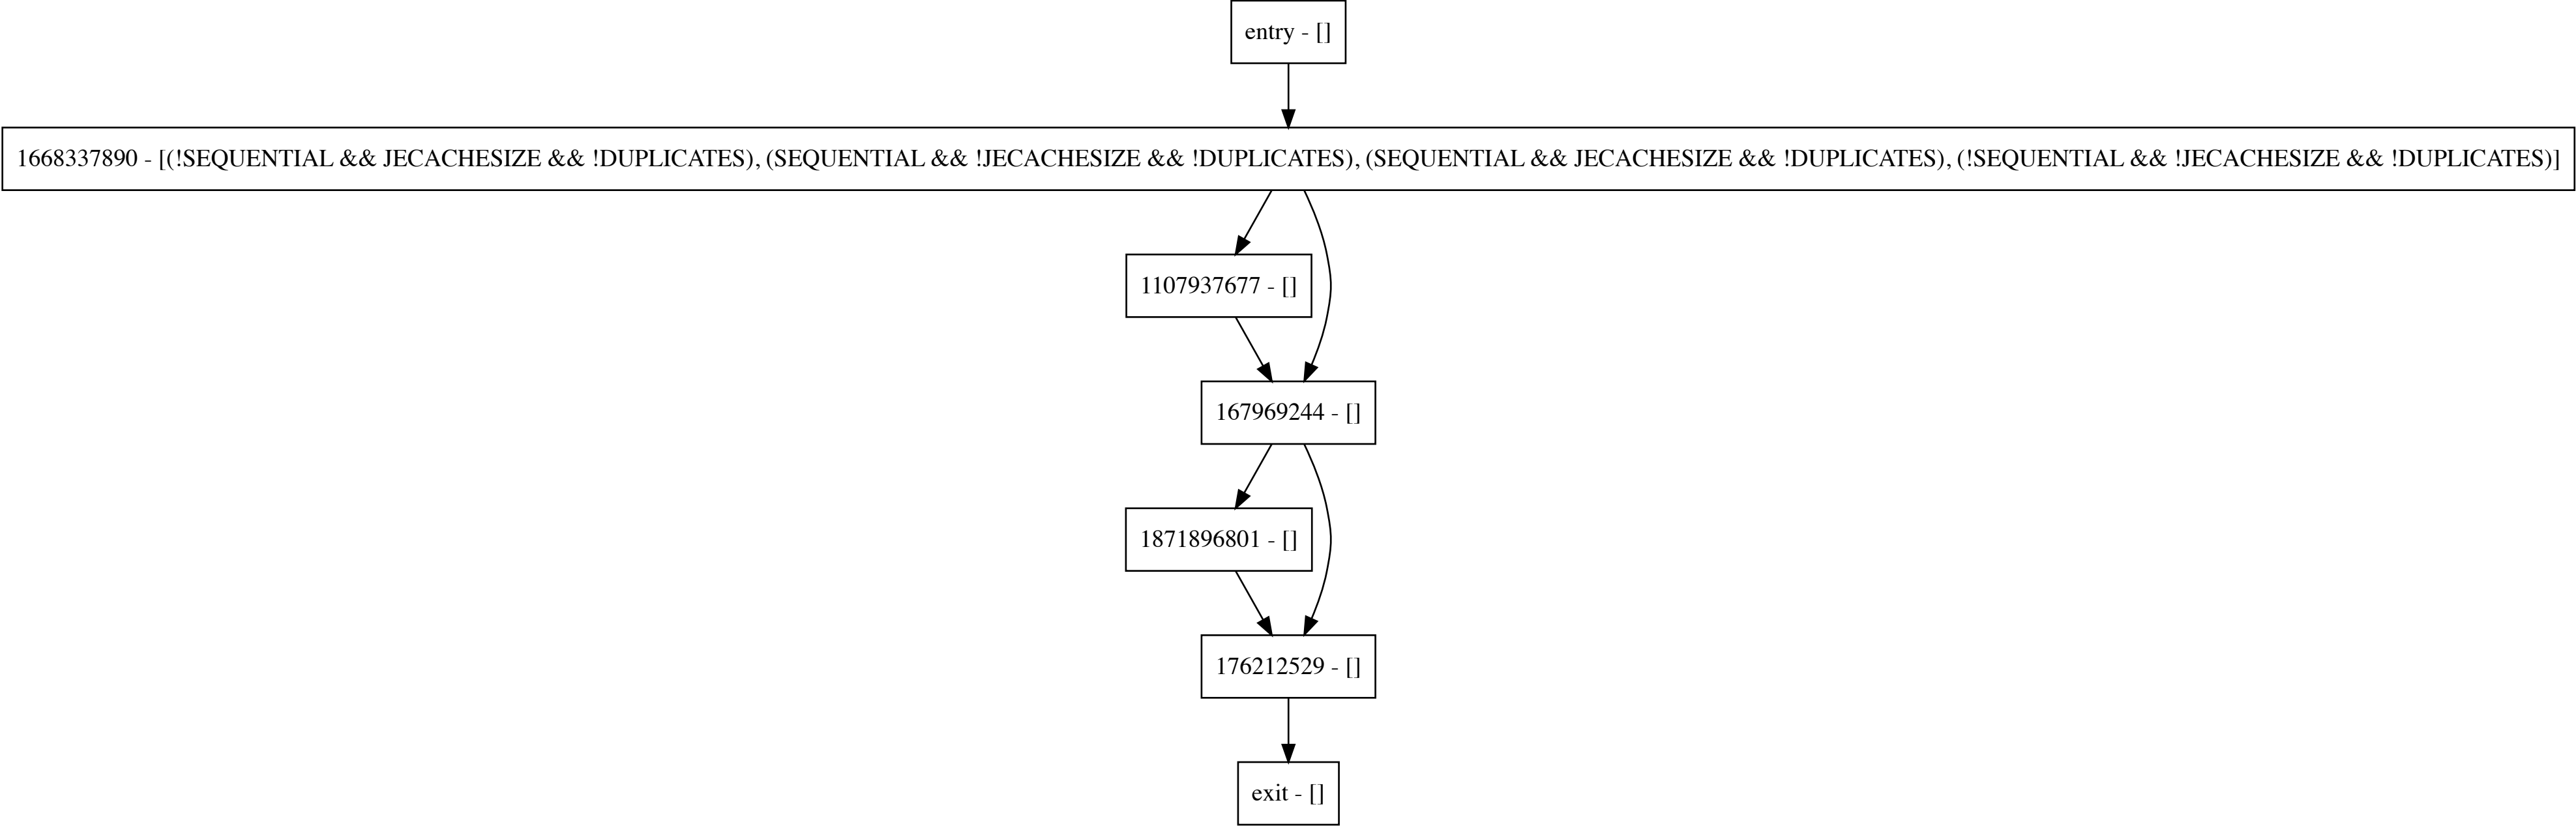 entry - []
1668337890 - [(!SEQUENTIAL && JECACHESIZE && !DUPLICATES), (SEQUENTIAL && !JECACHESIZE && !DUPLICATES), (SEQUENTIAL && JECACHESIZE && !DUPLICATES), (!SEQUENTIAL && !JECACHESIZE && !DUPLICATES)]
1107937677 - []
167969244 - []
1871896801 - []
176212529 - []
exit - []